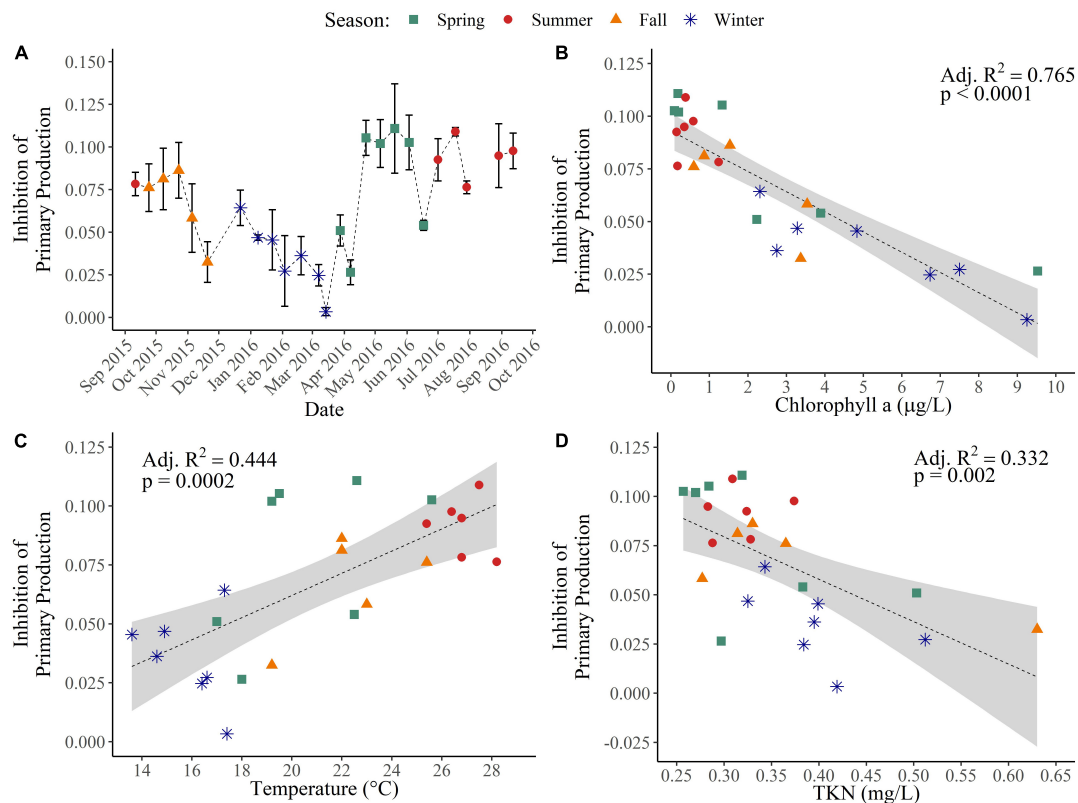 Season: Spring Summer Fall Winter
A
Inhibition of
Primary Production
0.150
0.125
0.100
0.075
0.050
0.025
0.000
Sep 2015
Oct 2015
Nov 2015
Dec 2015
Jan 2016
Feb 2016
Mar 2016
Apr 2016
May 2016
Jun 2016
Jul 2016
Aug 2016
Sep 2016
Oct 2016
Date
B
Adj. R² = 0.765
p < 0.0001
Inhibition of
Primary Production
0.125
0.100
0.075
0.050
0.025
0.000
0 1 2 3 4 5 6 7 8 9 10
Chlorophyll a (μg/L)
C
Adj. R² = 0.444
p = 0.0002
Inhibition of
Primary Production
0.125
0.100
0.075
0.050
0.025
0.000
14 16 18 20 22 24 26 28
Temperature (°C)
D
Adj. R² = 0.332
p = 0.002
Inhibition of
Primary Production
0.125
0.100
0.075
0.050
0.025
0.000
-0.025
0.25 0.30 0.35 0.40 0.45 0.50 0.55 0.60 0.65
TKN (mg/L)